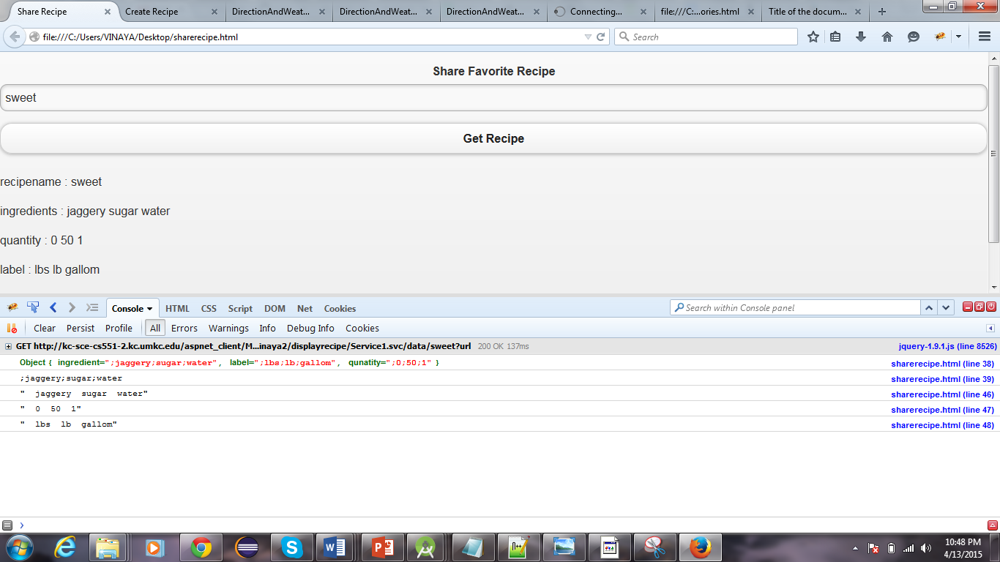 Share Recipe
Create Recipe
DirectionAndWeat...
DirectionAndWeat...
DirectionAndWeat...
Connecting...
file:///C:...ories.html
Title of the docum...
file:///C:/Users/VINAYA/Desktop/sharerecipe.html
Search
Share Favorite Recipe
sweet
Get Recipe
recipename : sweet
ingredients : jaggery sugar water
quantity : 0 50 1
label : lbs lb gallom
Console HTML CSS Script DOM Net Cookies
Search within Console panel
Clear Persist Profile All Errors Warnings Info Debug Info Cookies
GET http://kc-sce-cs551-2.kc.umkc.edu/aspnet_client/M...inaya2/displayrecipe/Service1.svc/data/sweet?url 200 OK 137ms jquery-1.9.1.js (line 8526)
Object { ingredient=";jaggery;sugar;water", label=";lbs;lb;gallom", qunatity=";0;50;1" } sharerecipe.html (line 38)
;jaggery;sugar;water sharerecipe.html (line 39)
" jaggery sugar water" sharerecipe.html (line 46)
" 0 50 1" sharerecipe.html (line 47)
" lbs lb gallom" sharerecipe.html (line 48)
10:48 PM
4/13/2015